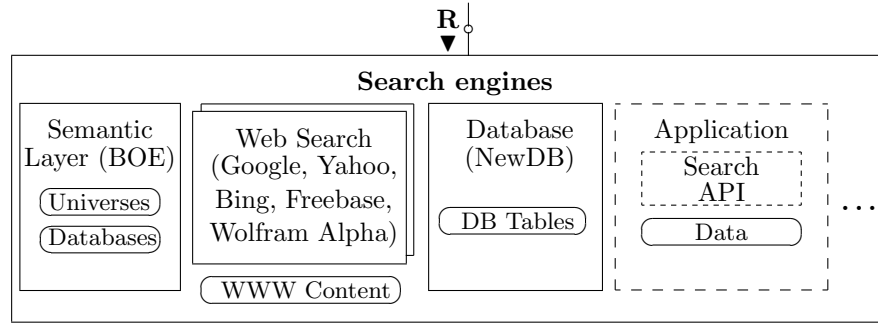 R
Search engines
Semantic
Layer (BOE)
Universes
Databases
Web Search
(Google, Yahoo,
Bing, Freebase,
Wolfram Alpha)
WWW Content
Database
(NewDB)
DB Tables
Application
Search
API
Data
...